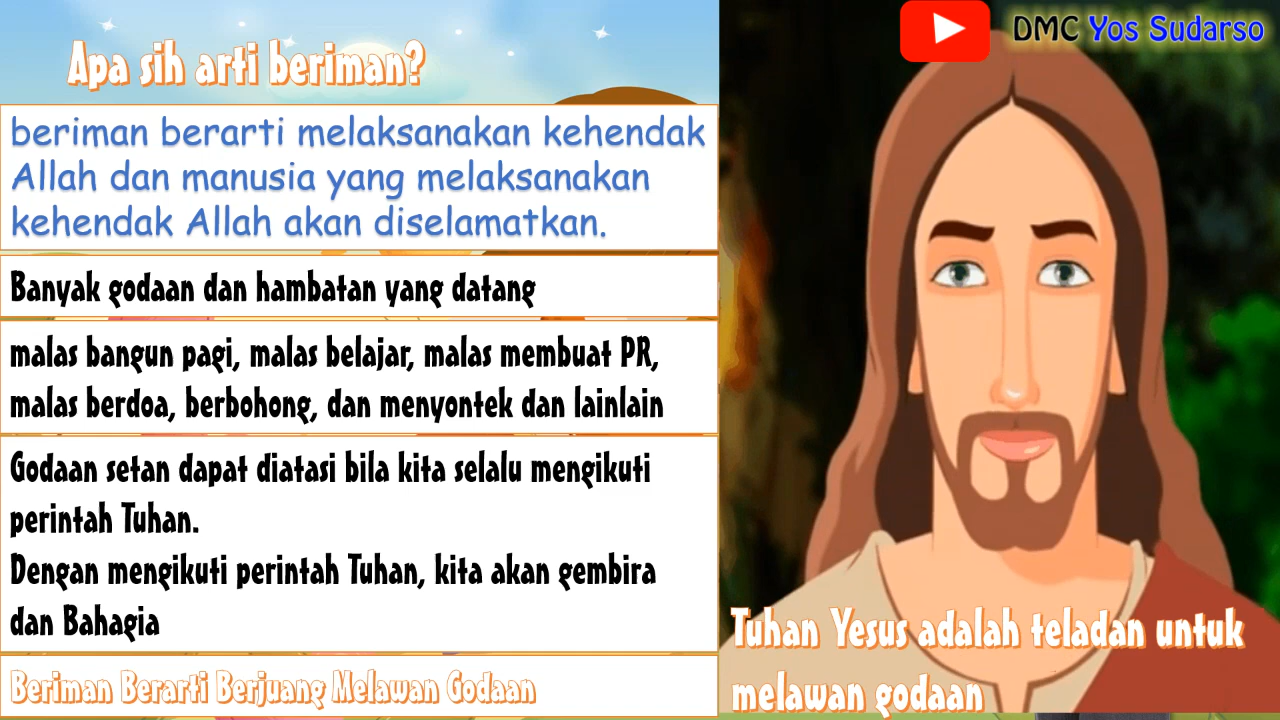 Apa sih arti beriman?
beriman berarti melaksanakan kehendak
Allah dan manusia yang melaksanakan
kehendak Allah akan diselamatkan.
Banyak godaan dan hambatan yang datang
malas bangun pagi, malas belajar, malas membuat PR,
malas berdoa, berbohong, dan menyontek dan lainlain
Godaan setan dapat diatasi bila kita selalu mengikuti
perintah Tuhan.
Dengan mengikuti perintah Tuhan, kita akan gembira
dan Bahagia
Beriman Berarti Berjuang Melawan Godaan
DMC Yos Sudarso
Tuhan Yesus adalah teladan untuk
melawan godaan